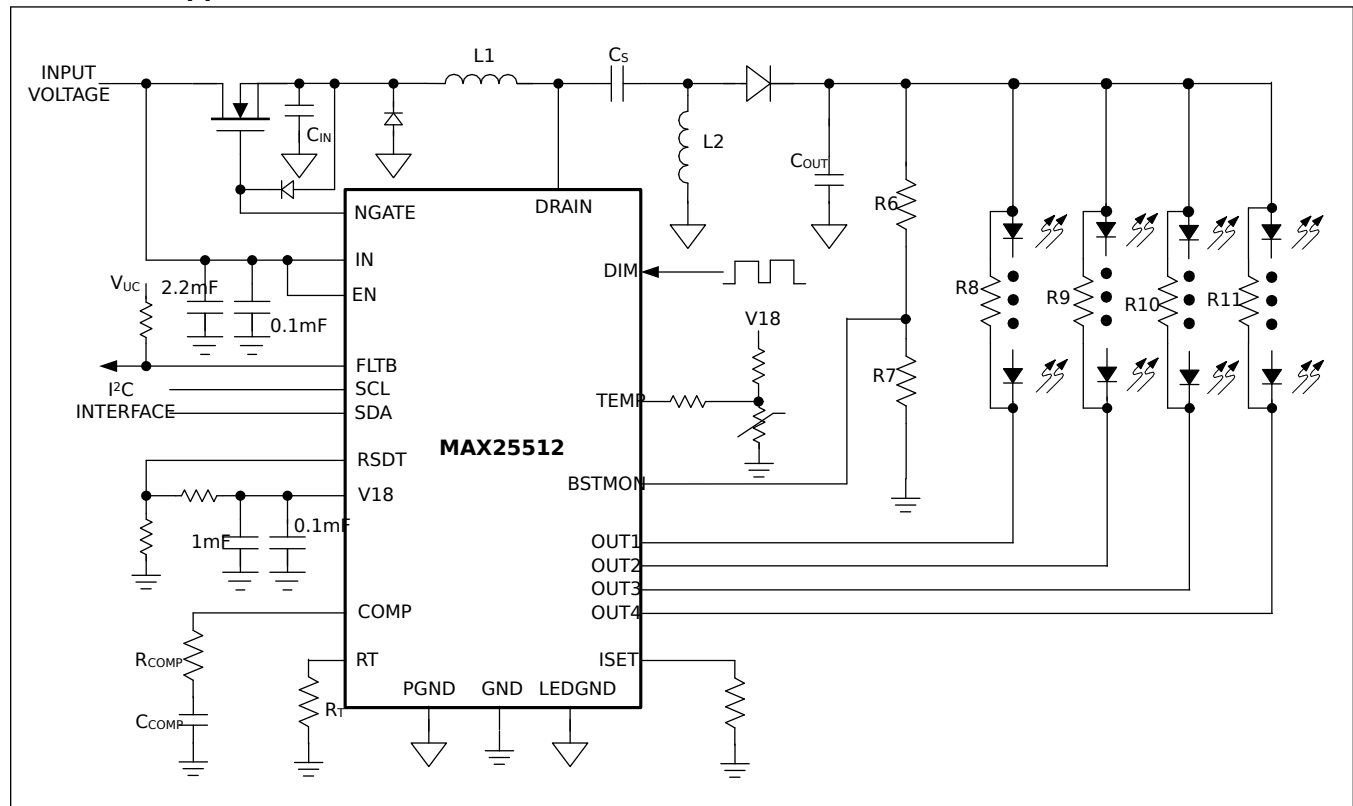 L1
CS
INPUT
VOLTAGE
CIN
L2
COUT
R6
NGATE
DRAIN
IN
DIM
EN
VUC
2.2mF
0.1mF
R8
R9
R10
R11
V18
FLTB
I2C
INTERFACE
SCL
SDA
TEMP
R7
MAX25512
RSDT
BSTMON
V18
0.1mF
1mF
OUT1
OUT2
OUT3
OUT4
COMP
RCOMP
RT
ISET
PGND
GND
LEDGND
RT
CCOMP